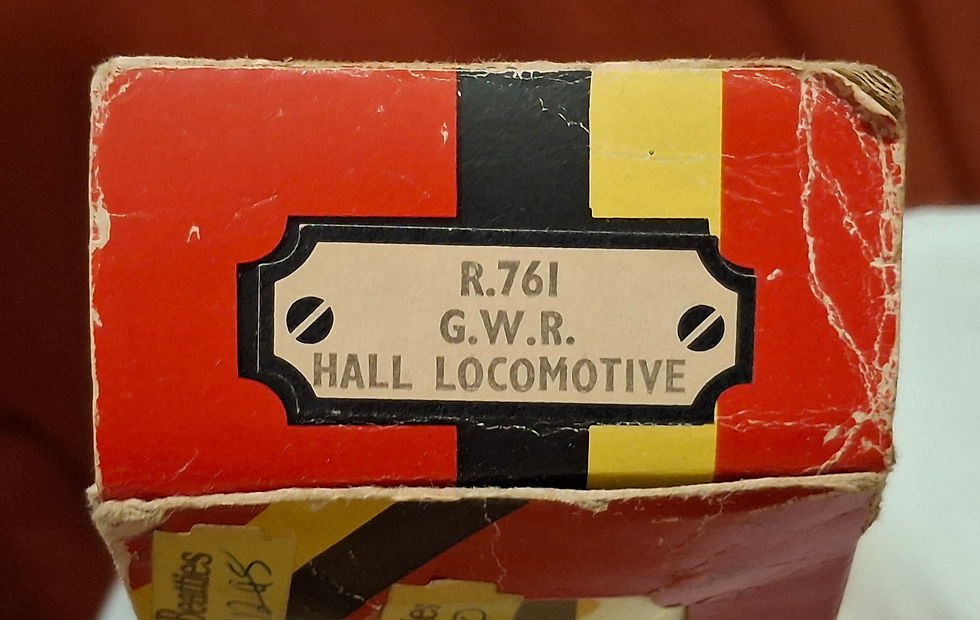 R.761
G.W.R.
HALL LOCOMOTIVE
Beatties